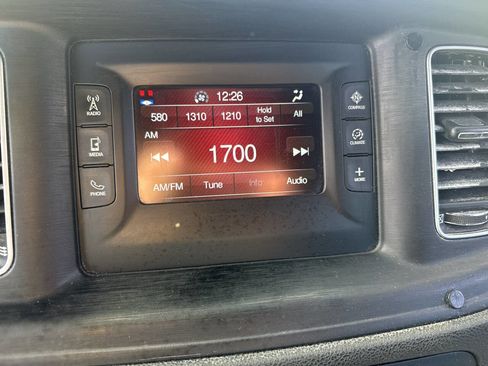 12:26
580 1310 1210 Hold to Set All
AM
1700
AM/FM Tune Info Audio
RADIO
MEDIA
PHONE
COMPASS
CLIMATE
MORE